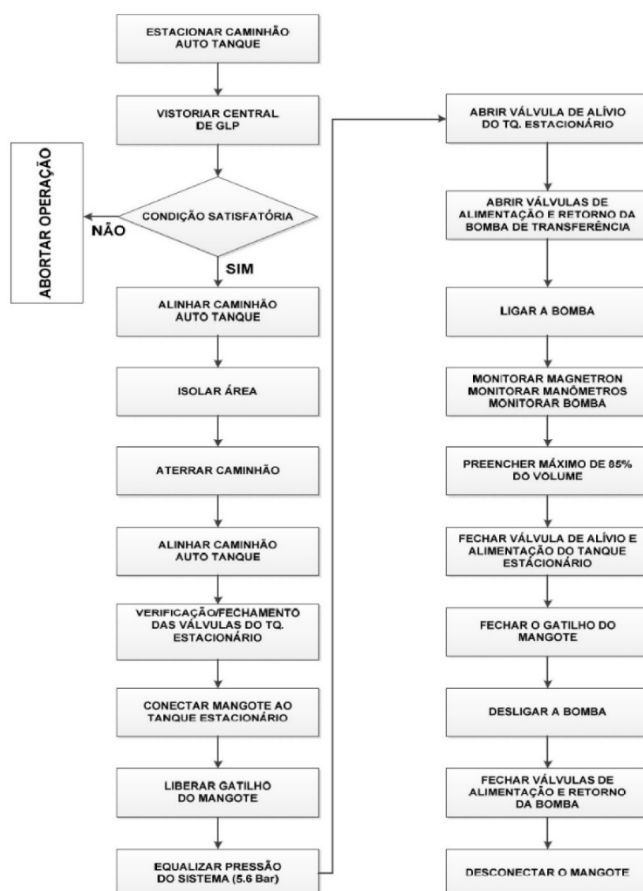 ESTACIONAR CAMINHÃO
AUTO TANQUE
VISTORIAR CENTRAL
DE GLP
CONDIÇÃO SATISFATÓRIA
NÃO
ABORTAR OPERAÇÃO
SIM
ALINHAR CAMINHÃO
AUTO TANQUE
ISOLAR ÁREA
ATERRAR CAMINHÃO
ALINHAR CAMINHÃO
AUTO TANQUE
VERIFICAÇÃO/FECHAMENTO
DAS VÁLVULAS DO TQ.
ESTACIONÁRIO
CONECTAR MANGOTE AO
TANQUE ESTACIONÁRIO
LIBERAR GATILHO
DO MANGOTE
EQUALIZAR PRESSÃO
DO SISTEMA (5.6 Bar)
ABRIR VÁLVULA DE ALÍVIO
DO TQ. ESTACIONÁRIO
ABRIR VÁLVULAS DE
ALIMENTAÇÃO E RETORNO DA
BOMBA DE TRANSFERÊNCIA
LIGAR A BOMBA
MONITORAR MAGNETRON
MONITORAR MANÔMETROS
MONITORAR BOMBA
PREENCHER MÁXIMO DE 85%
DO VOLUME
FECHAR VÁLVULA DE ALÍVIO E
ALIMENTAÇÃO DO TANQUE
ESTÁCIONÁRIO
FECHAR O GATILHO DO
MANGOTE
DESLIGAR A BOMBA
FECHAR VÁLVULAS DE
ALIMENTAÇÃO E RETORNO
DA BOMBA
DESCONECTAR O MANGOTE